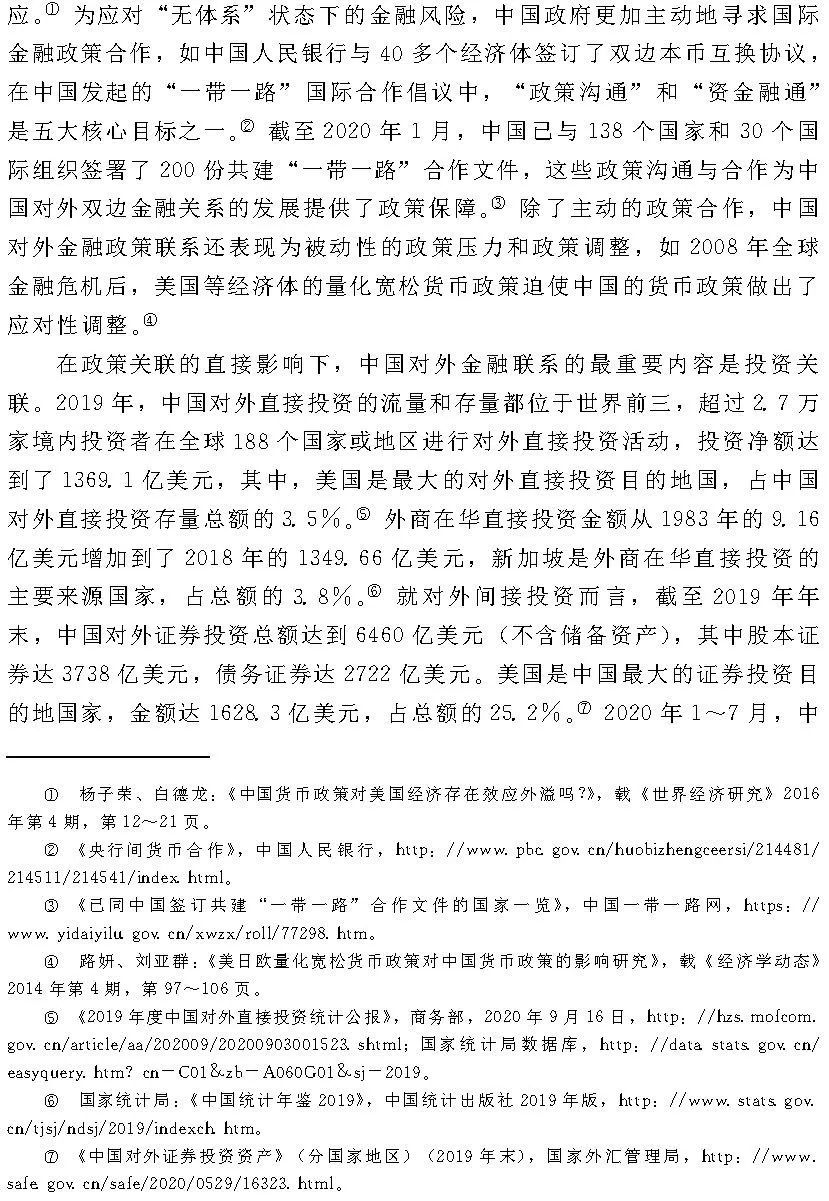 应。① 为应对“无体系”状态下的金融风险，中国政府更加主动地寻求国际
金融政策合作，如中国人民银行与 40 多个经济体签订了双边本币互换协议，
在中国发起的“一带一路”国际合作倡议中，“政策沟通”和“资金融通”
是五大核心目标之一。② 截至 2020 年 1 月，中国已与 138 个国家和 30 个国
际组织签署了 200 份共建“一带一路”合作文件，这些政策沟通与合作为中
国对外双边金融关系的发展提供了政策保障。③ 除了主动的政策合作，中国
对外金融政策联系还表现为被动性的政策压力和政策调整，如 2008 年全球
金融危机后，美国等经济体的量化宽松货币政策迫使中国的货币政策做出了
应对性调整。④
在政策关联的直接影响下，中国对外金融联系的最重要内容是投资关
联。2019 年，中国对外直接投资的流量和存量都位于世界前三，超过 2.7 万
家境内投资者在全球 188 个国家或地区进行对外直接投资活动，投资净额达
到了 1369.1 亿美元，其中，美国是最大的对外直接投资目的地国，占中国
对外直接投资存量总额的 3.5%。⑤ 外商在华直接投资金额从 1983 年的 9.16
亿美元增加到了 2018 年的 1349.66 亿美元，新加坡是外商在华直接投资的
主要来源国家，占总额的 3.8%。⑥ 就对外间接投资而言，截至 2019 年年
末，中国对外证券投资总额达到 6460 亿美元（不含储备资产），其中股本证
券达 3738 亿美元，债务证券达 2722 亿美元。美国是中国最大的证券投资目
的地国家，金额达 1628.3 亿美元，占总额的 25.2%。⑦ 2020 年 1～7 月，中
① 杨子荣、白德龙：《中国货币政策对美国经济存在效应外溢吗？》，载《世界经济研究》2016
年第 4 期，第 12～21 页。
② 《央行间货币合作》，中国人民银行，http：//www. pbc. gov. cn/huobizhengceersi/214481/
214511/214541/index. html。
③ 《已同中国签订共建“一带一路”合作文件的国家一览》，中国一带一路网，https：//
www. yidaiyilu. gov. cn/xwzx/roll/77298. htm。
④ 路妍、刘亚群：《美日欧量化宽松货币政策对中国货币政策的影响研究》，载《经济学动态》
2014 年第 4 期，第 97～106 页。
⑤ 《2019 年度中国对外直接投资统计公报》，商务部，2020 年 9 月 16 日，http：//hzs. mofcom.
gov. cn/article/aa/202009/20200903001523. shtml；国家统计局数据库，http：//data. stats. gov. cn/
easyquery. htm? cn－C01&zb－A060G01&sj－2019。
⑥ 国家统计局：《中国统计年鉴 2019》，中国统计出版社 2019 年版，http：//www. stats. gov.
cn/tjsj/ndsj/2019/indexch. htm。
⑦ 《中国对外证券投资资产》（分国家地区）（2019 年末），国家外汇管理局，http：//www.
safe. gov. cn/safe/2020/0529/16323. html。